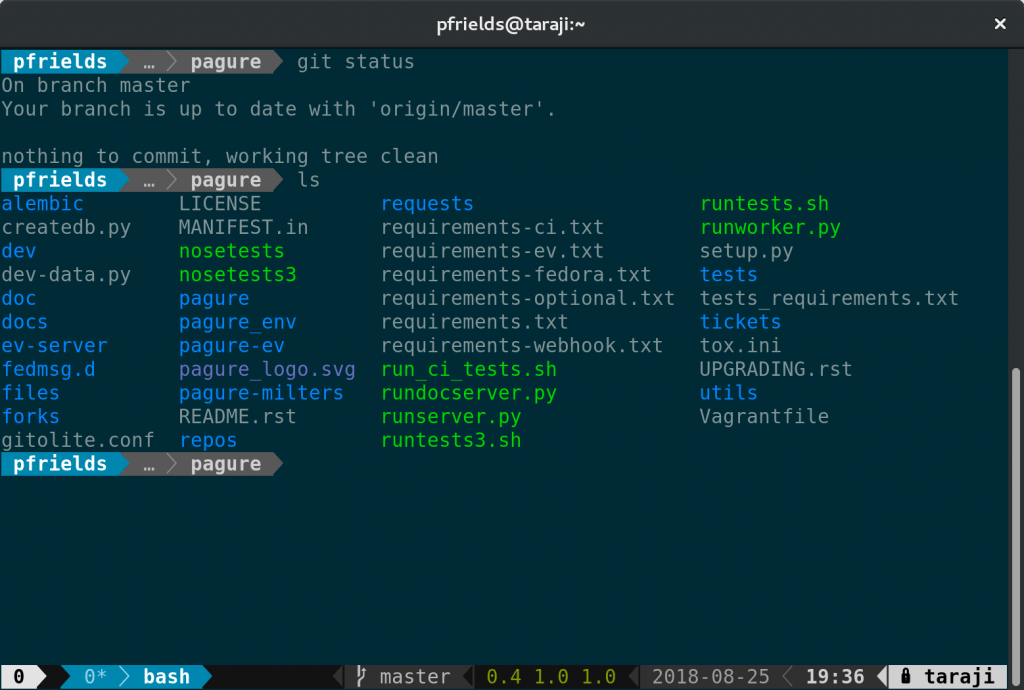 pfrields@taraji:~ ×
pfrields … pagure git status
On branch master
Your branch is up to date with 'origin/master'.
nothing to commit, working tree clean
pfrields … pagure ls
alembic LICENSE requests runtests.sh
createdb.py MANIFEST.in requirements-ci.txt runworker.py
dev nosetests requirements-ev.txt setup.py
dev-data.py nosetests3 requirements-fedora.txt tests
doc pagure requirements-optional.txt tests_requirements.txt
docs pagure_env requirements.txt tickets
ev-server pagure-ev requirements-webhook.txt tox.ini
fedmsg.d pagure_logo.svg run_ci_tests.sh UPGRADING.rst
files pagure-milters rundocserver.py utils
forks README.rst runserver.py Vagrantfile
gitolite.conf repos runtests3.sh
pfrields … pagure
0 0* bash master 0.4 1.0 1.0 2018-08-25 19:36 taraji